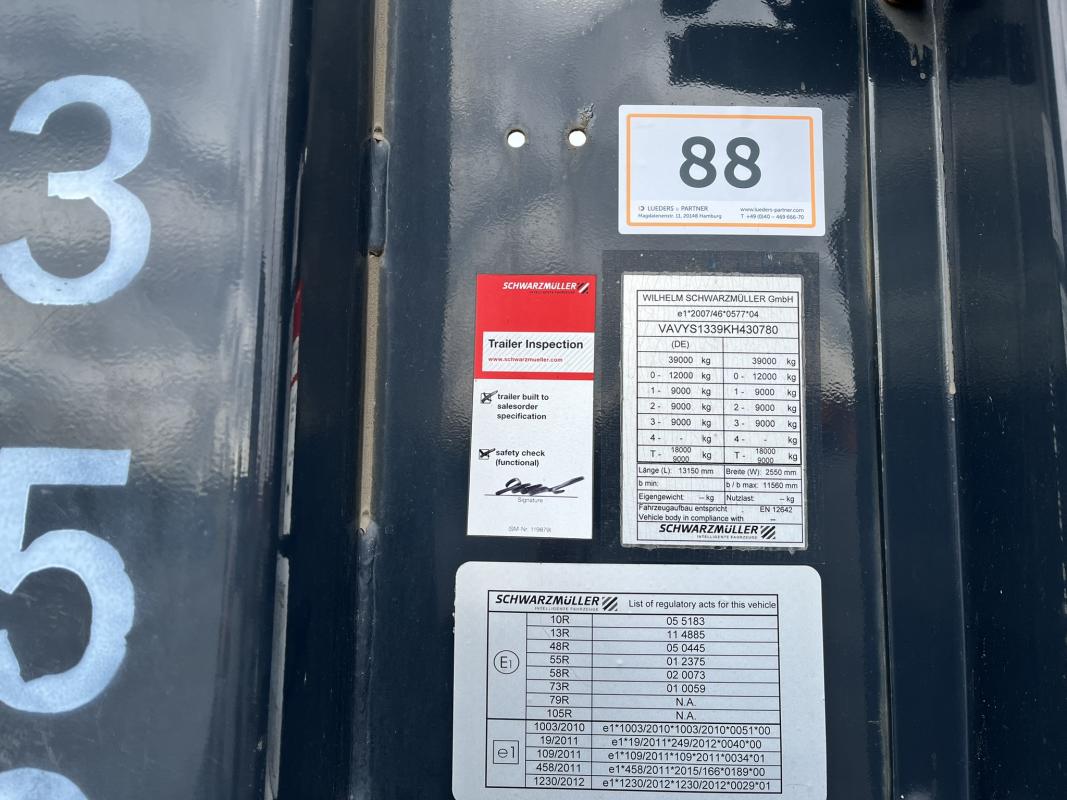 3
5
88
LUEDERS & PARTNER
Magdalenenstr. 11, 20148 Hamburg
www.lueders-partner.com
T +49 (0)40 – 469 666-70
SCHWARZMÜLLER
INTELLIGENTE FAHRZEUGE
Trailer Inspection
www.schwarzmueller.com
trailer built to
salesorder
specification
safety check
(functional)
Signature
WILHELM SCHWARZMÜLLER GmbH
e1*2007/46*0577*04
VAVYS1339KH430780
(DE)
39000 kg 39000 kg
0 - 12000 kg 0 - 12000 kg
1 - 9000 kg 1 - 9000 kg
2 - 9000 kg 2 - 9000 kg
3 - 9000 kg 3 - 9000 kg
4 - - kg 4 - - kg
T - 18000 9000 kg T - 18000 9000 kg
Länge (L): 13150 mm Breite (W): 2550 mm
b min: b / b max: 11560 mm
Eigengewicht: -- kg Nutzlast: -- kg
Fahrzeugaufbau entspricht EN 12642
Vehicle body in compliance with --
SCHWARZMÜLLER
INTELLIGENTE FAHRZEUGE
SCHWARZMÜLLER
INTELLIGENTE FAHRZEUGE
List of regulatory acts for this vehicle
E1
10R 05 5183
13R 11 4885
48R 05 0445
55R 01 2375
58R 02 0073
73R 01 0059
79R N.A.
105R N.A.
e1
1003/2010 e1*1003/2010*1003/2010*0051*00
19/2011 e1*19/2011*249/2012*0040*00
109/2011 e1*109/2011*109*2011*0034*01
458/2011 e1*458/2011*2015/166*0189*00
1230/2012 e1*1230/2012*1230/2012*0029*01